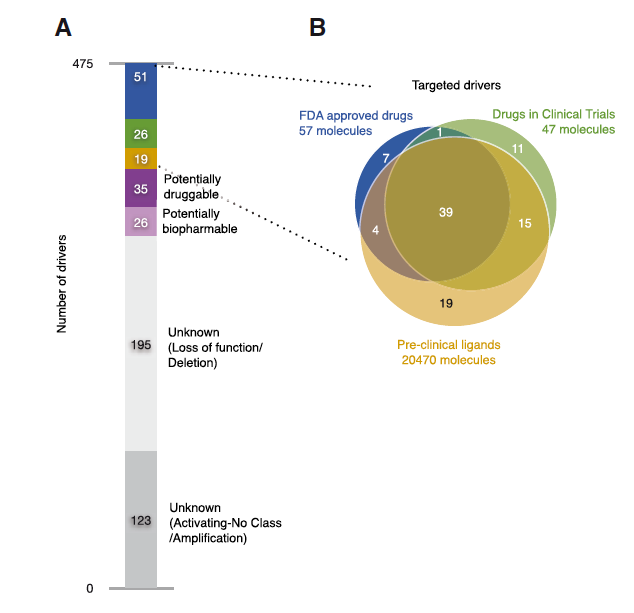 A
B
475
51
26
19
35
Potentially
druggable
26
Potentially
biopharmable
195
Unknown
(Loss of function/
Deletion)
123
Unknown
(Activating-No Class
/Amplification)
0
Number of drivers
Targeted drivers
FDA approved drugs
57 molecules
Drugs in Clinical Trials
47 molecules
1
7
11
39
4
15
19
Pre-clinical ligands
20470 molecules